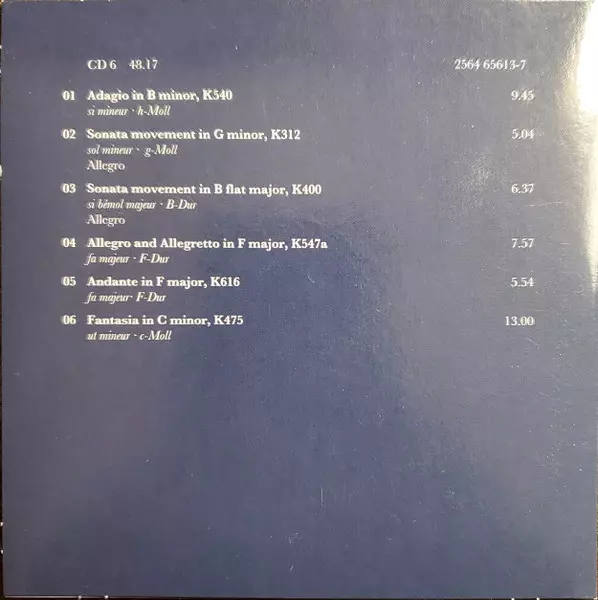 CD 6 48.17 2564 65613-7
01 Adagio in B minor, K540 9.45
si mineur · h-Moll
02 Sonata movement in G minor, K312 5.04
sol mineur · g-Moll
Allegro
03 Sonata movement in B flat major, K400 6.37
si bémol majeur · B-Dur
Allegro
04 Allegro and Allegretto in F major, K547a 7.57
fa majeur · F-Dur
05 Andante in F major, K616 5.54
fa majeur· F-Dur
06 Fantasia in C minor, K475 13.00
ut mineur · c-Moll